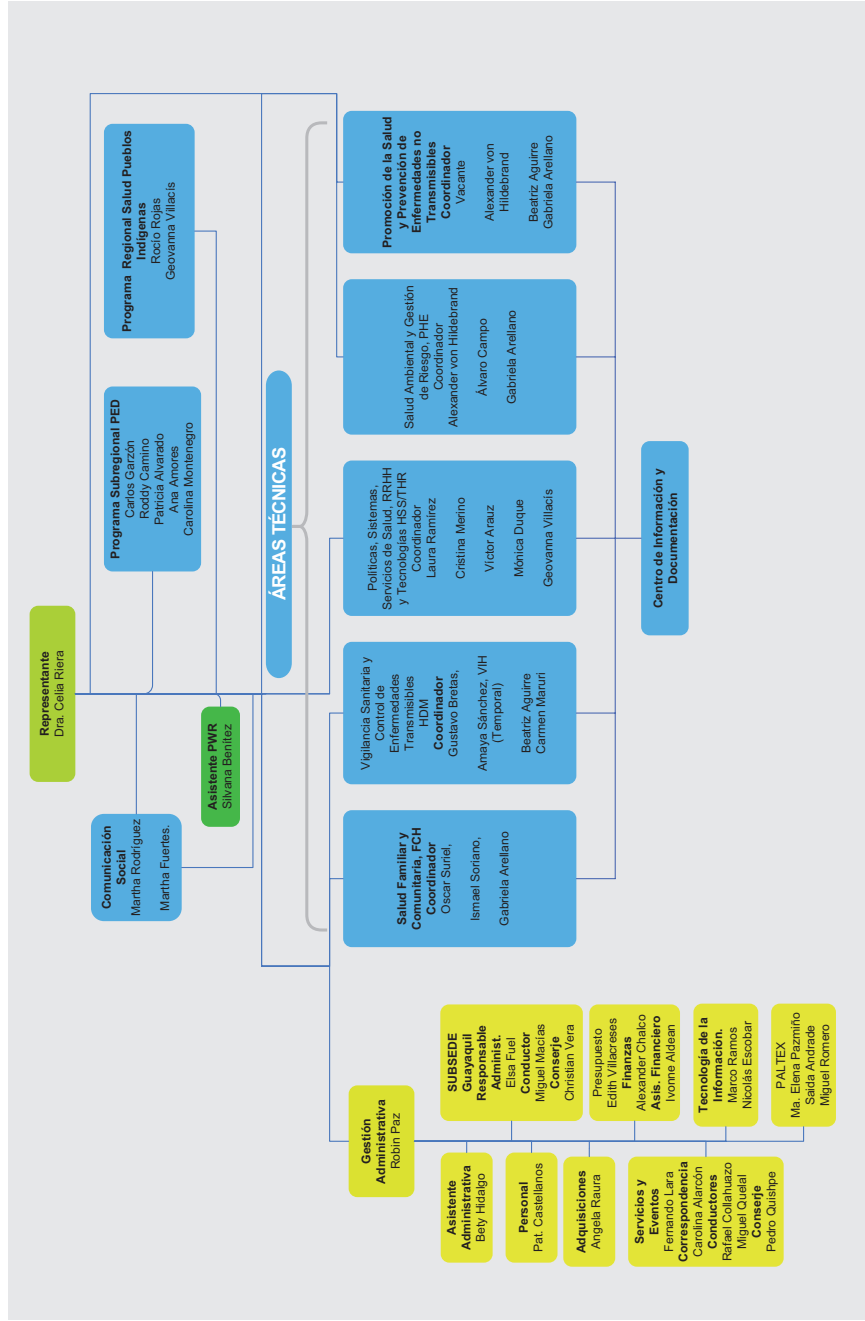 Representante
Dra. Celia Riera
Comunicación
Social
Martha Rodríguez
Martha Fuertes.
Asistente PWR
Silvana Benítez
Programa Subregional PED
Carlos Garzón
Roddy Camino
Patricia Alvarado
Ana Amores
Carolina Montenegro
Programa Regional Salud Pueblos
Indígenas
Rocío Rojas
Geovanna Villacís
ÁREAS TÉCNICAS
Salud Familiar y
Comunitaria, FCH
Coordinador
Oscar Suriel,
Ismael Soriano,
Gabriela Arellano
Vigilancia Sanitaria y
Control de
Enfermedades
Transmisibles
HDM
Coordinador
Gustavo Bretas,
Amaya Sánchez, VIH
(Temporal)
Beatriz Aguirre
Carmen Maruri
Políticas, Sistemas,
Servicios de Salud, RRHH
y Tecnologías HSS/THR
Coordinador
Laura Ramírez
Cristina Merino
Víctor Arauz
Mónica Duque
Geovanna Villacís
Salud Ambiental y Gestión
de Riesgo, PHE
Coordinador
Alexander von Hildebrand
Álvaro Campo
Gabriela Arellano
Promoción de la Salud
y Prevención de
Enfermedades no
Transmisibles
Coordinador
Vacante
Alexander von
Hildebrand
Beatriz Aguirre
Gabriela Arellano
Centro de Información y
Documentación
Gestión
Administrativa
Robin Paz
Asistente
Administrativa
Bety Hidalgo
Personal
Pat. Castellanos
Adquisiciones
Angela Raura
Servicios y
Eventos
Fernando Lara
Correspondencia
Carolina Alarcón
Conductores
Rafael Collahuazo
Miguel Quelal
Conserje
Pedro Quishpe
SUBSEDE
Guayaquil
Responsable
Administ.
Elsa Fuel
Conductor
Miguel Macías
Conserje
Christian Vera
Presupuesto
Edith Villacreses
Finanzas
Alexander Chalco
Asis. Financiero
Ivonne Aldean
Tecnología de la
Información.
Marco Ramos
Nicolás Escobar
PALTEX
Ma. Elena Pazmiño
Saida Andrade
Miguel Romero